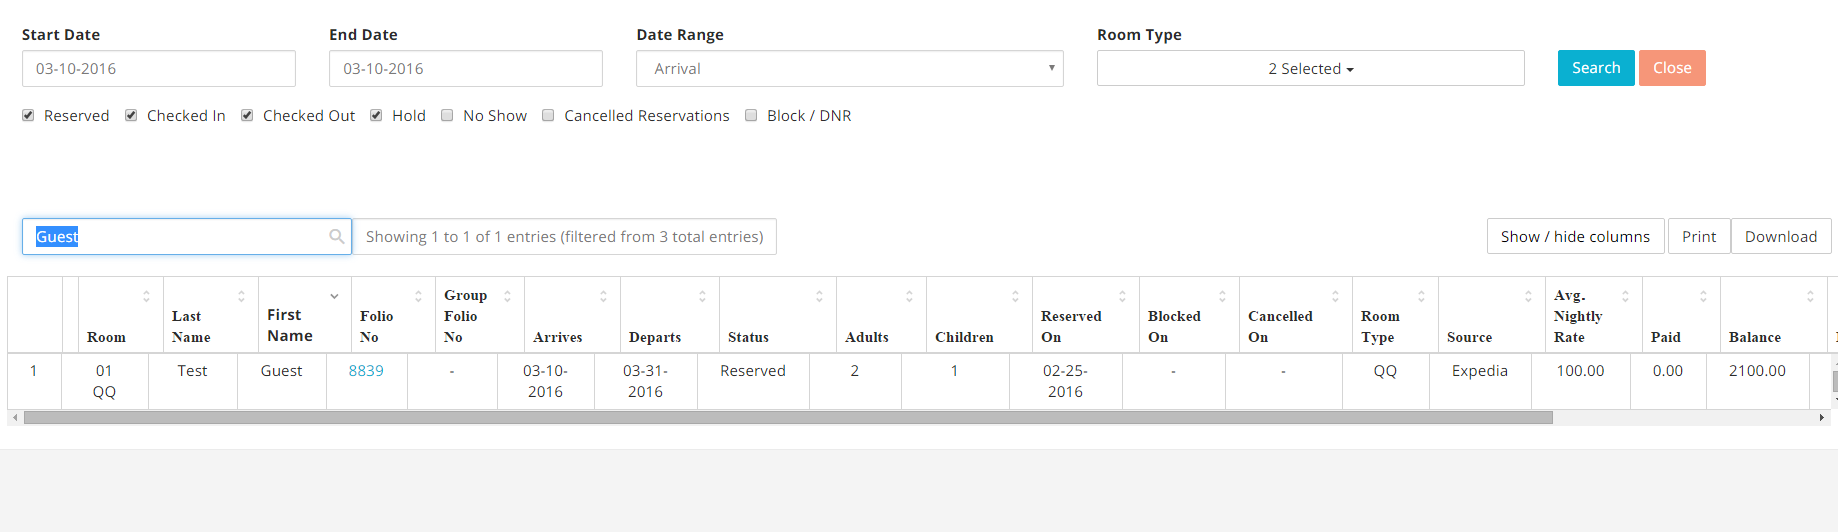 Start Date End Date Date Range Room Type
03-10-2016 03-10-2016 Arrival 2 Selected Search Close
Reserved Checked In Checked Out Hold No Show Cancelled Reservations Block / DNR
Guest Showing 1 to 1 of 1 entries (filtered from 3 total entries) Show / hide columns Print Download
Room Last Name First Name Folio No Group Folio No Arrives Departs Status Adults Children Reserved On Blocked On Cancelled On Room Type Source Avg. Nightly Rate Paid Balance
1 01 QQ Test Guest 8839 - 03-10-2016 03-31-2016 Reserved 2 1 02-25-2016 - - QQ Expedia 100.00 0.00 2100.00